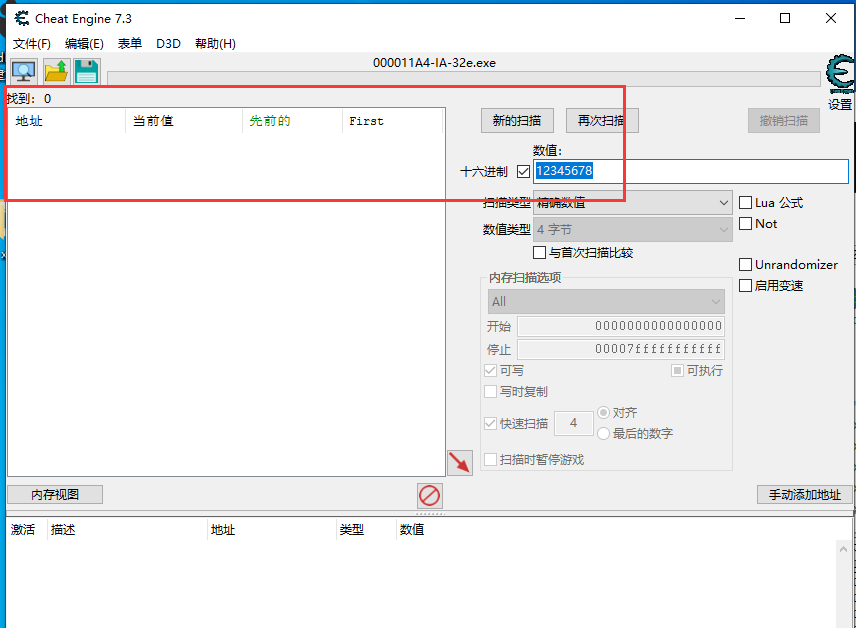 Cheat Engine 7.3
文件(F) 编辑(E) 表单 D3D 帮助(H)
000011A4-IA-32e.exe
找到: 0
设置
地址 当前值 先前的 First
新的扫描 再次扫描 撤销扫描
数值:
十六进制 12345678
扫描类型 精确数值
Lua 公式
数值类型 4 字节
Not
与首次扫描比较
Unrandomizer
内存扫描选项
启用变速
All
开始 0000000000000000
停止 00007fffffffffff
可写 可执行
写时复制
快速扫描 4 对齐
最后的数字
扫描时暂停游戏
内存视图 手动添加地址
激活 描述 地址 类型 数值